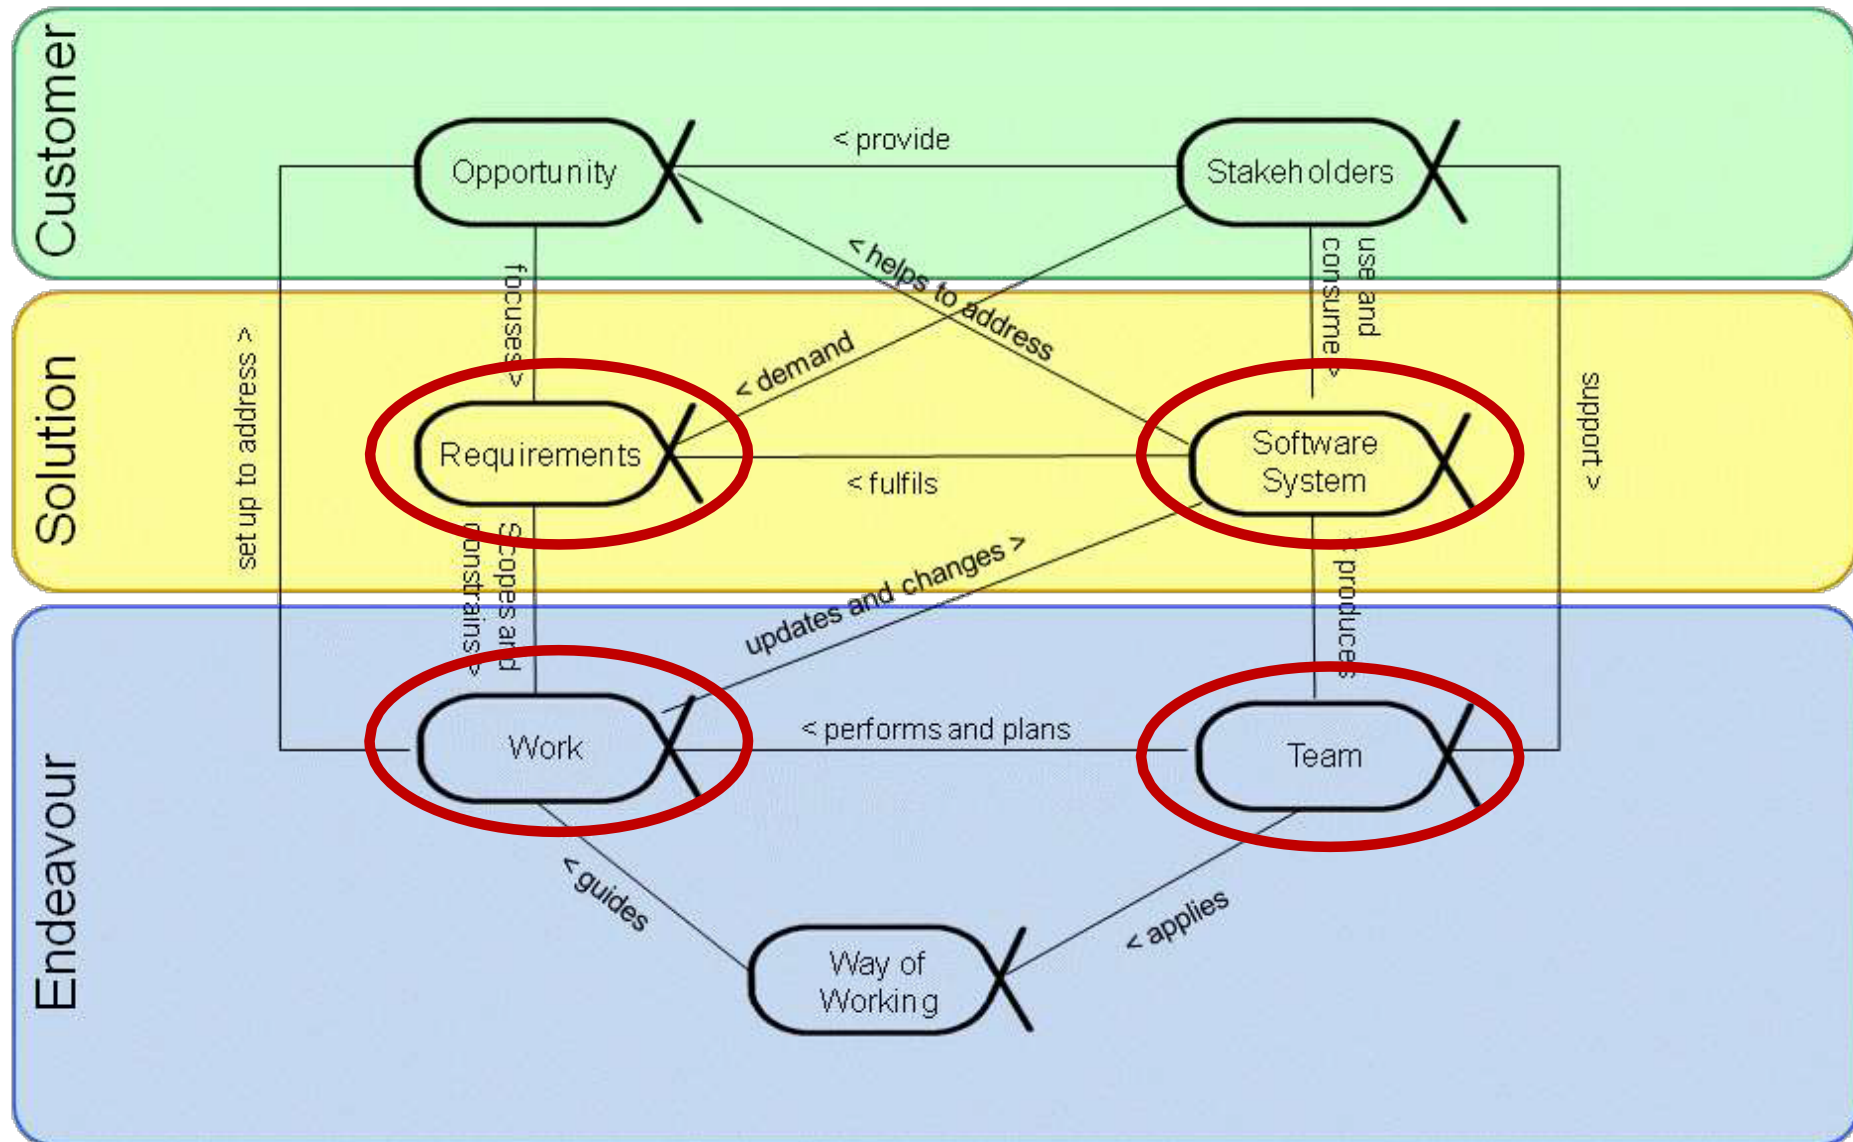 Customer
Opportunity
< provide
Stakeholders
focuses >
< helps to address
use and
consume >
Solution
set up to address >
< demand
support >
Requirements
< fulfils
Software
System
Scopes and
constrains >
updates and changes >
< produces
Endeavour
Work
< performs and plans
Team
< guides
< applies
Way of
Working